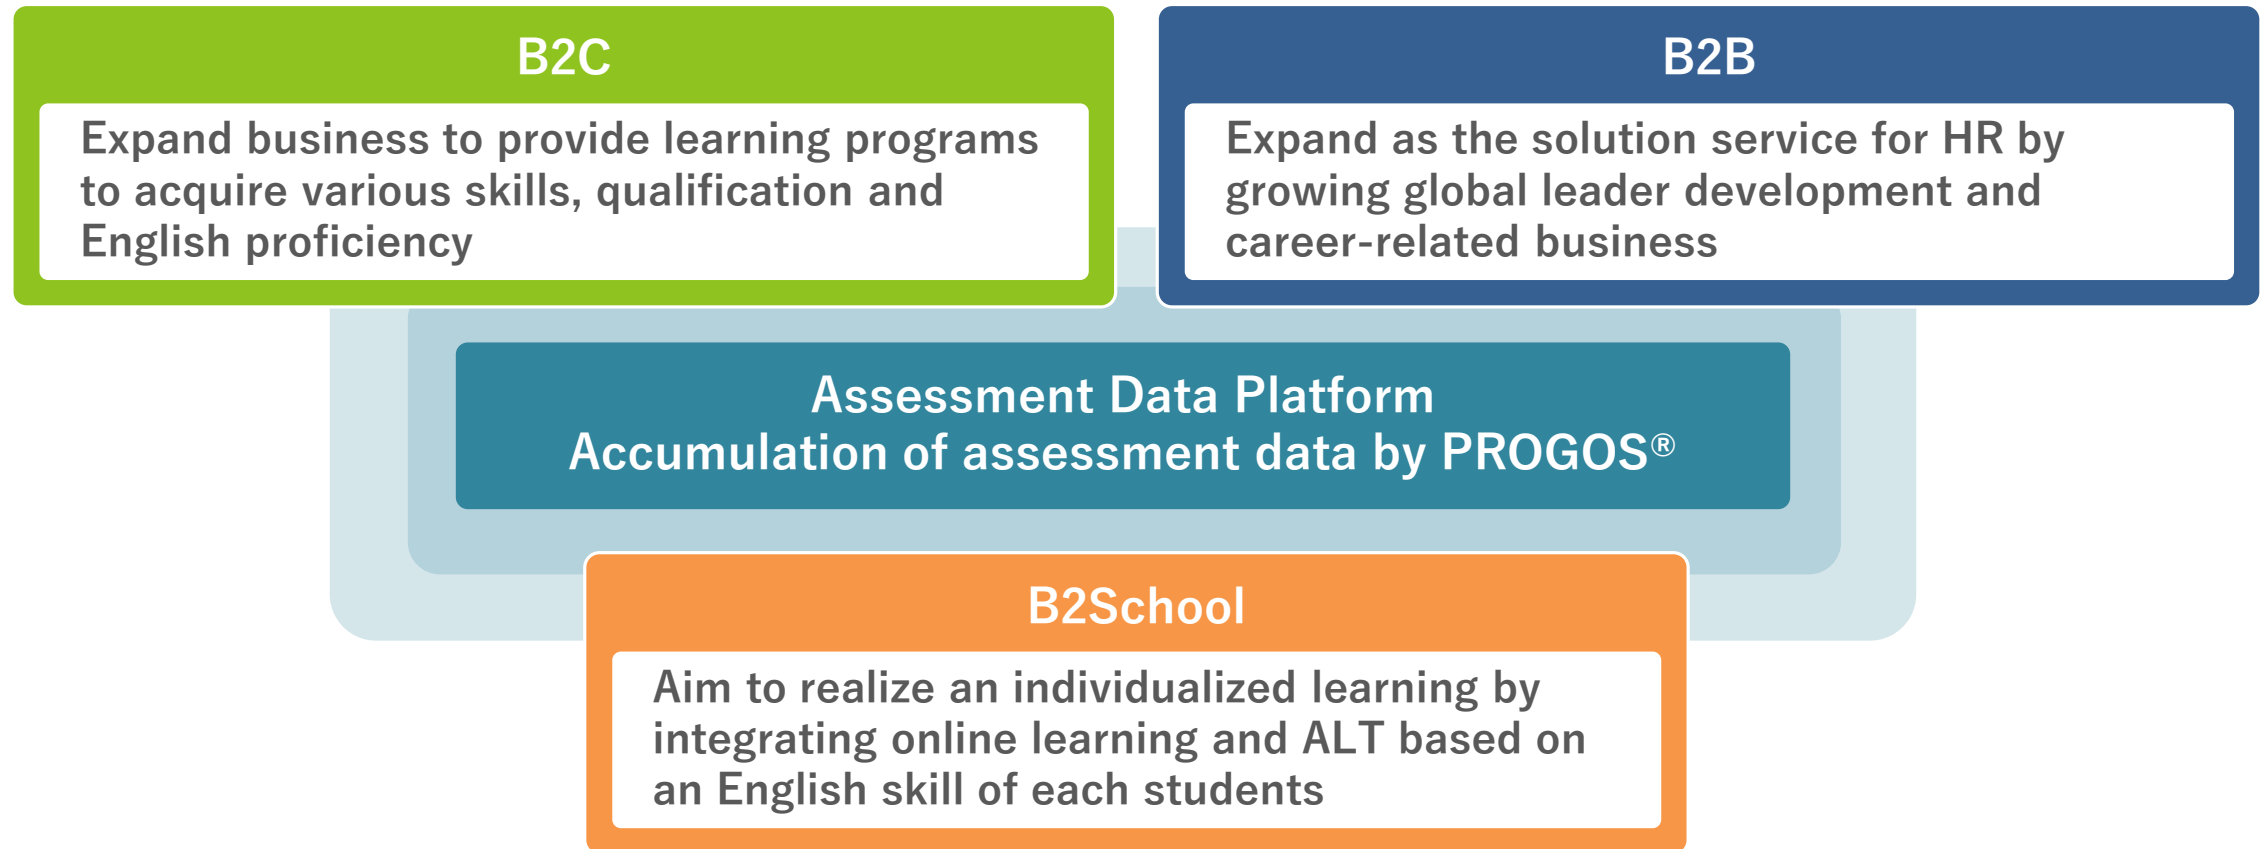 B2C
Expand business to provide learning programs
to acquire various skills, qualification and
English proficiency
B2B
Expand as the solution service for HR by
growing global leader development and
career-related business
Assessment Data Platform
Accumulation of assessment data by PROGOS®
B2School
Aim to realize an individualized learning by
integrating online learning and ALT based on
an English skill of each students